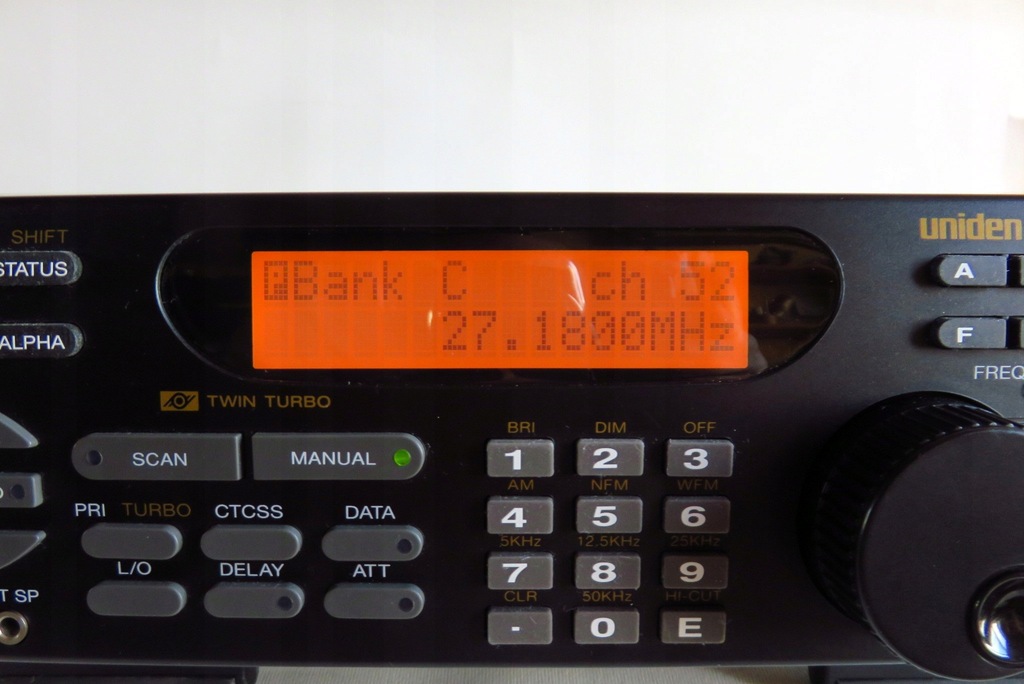 SHIFT
STATUS
ALPHA
Bank C ch 52
27.1800MHz
uniden
A
F
FREQ
TWIN TURBO
SCAN
MANUAL
PRI TURBO CTCSS DATA
L/O DELAY ATT
T SP
BRI DIM OFF
1 2 3
AM NFM WFM
4 5 6
5KHz 12,5KHz 25KHz
7 8 9
CLR 50KHz HI-CUT
. 0 E